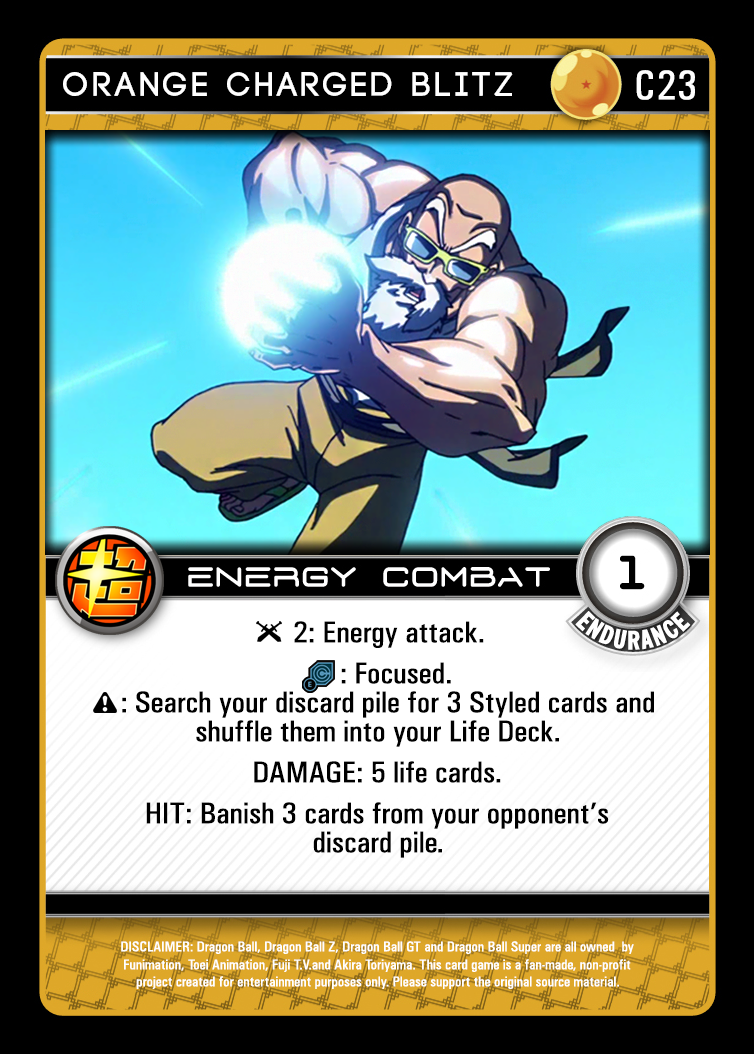 ORANGE CHARGED BLITZ C23
ENERGY COMBAT
1
ENDURANCE
2: Energy attack.
E : Focused.
: Search your discard pile for 3 Styled cards and
shuffle them into your Life Deck.
DAMAGE: 5 life cards.
HIT: Banish 3 cards from your opponent's
discard pile.
DISCLAIMER: Dragon Ball, Dragon Ball Z, Dragon Ball GT and Dragon Ball Super are all owned by
Funimation, Toei Animation, Fuji T.V.and Akira Toriyama. This card game is a fan-made, non-profit
project created for entertainment purposes only. Please support the original source material.